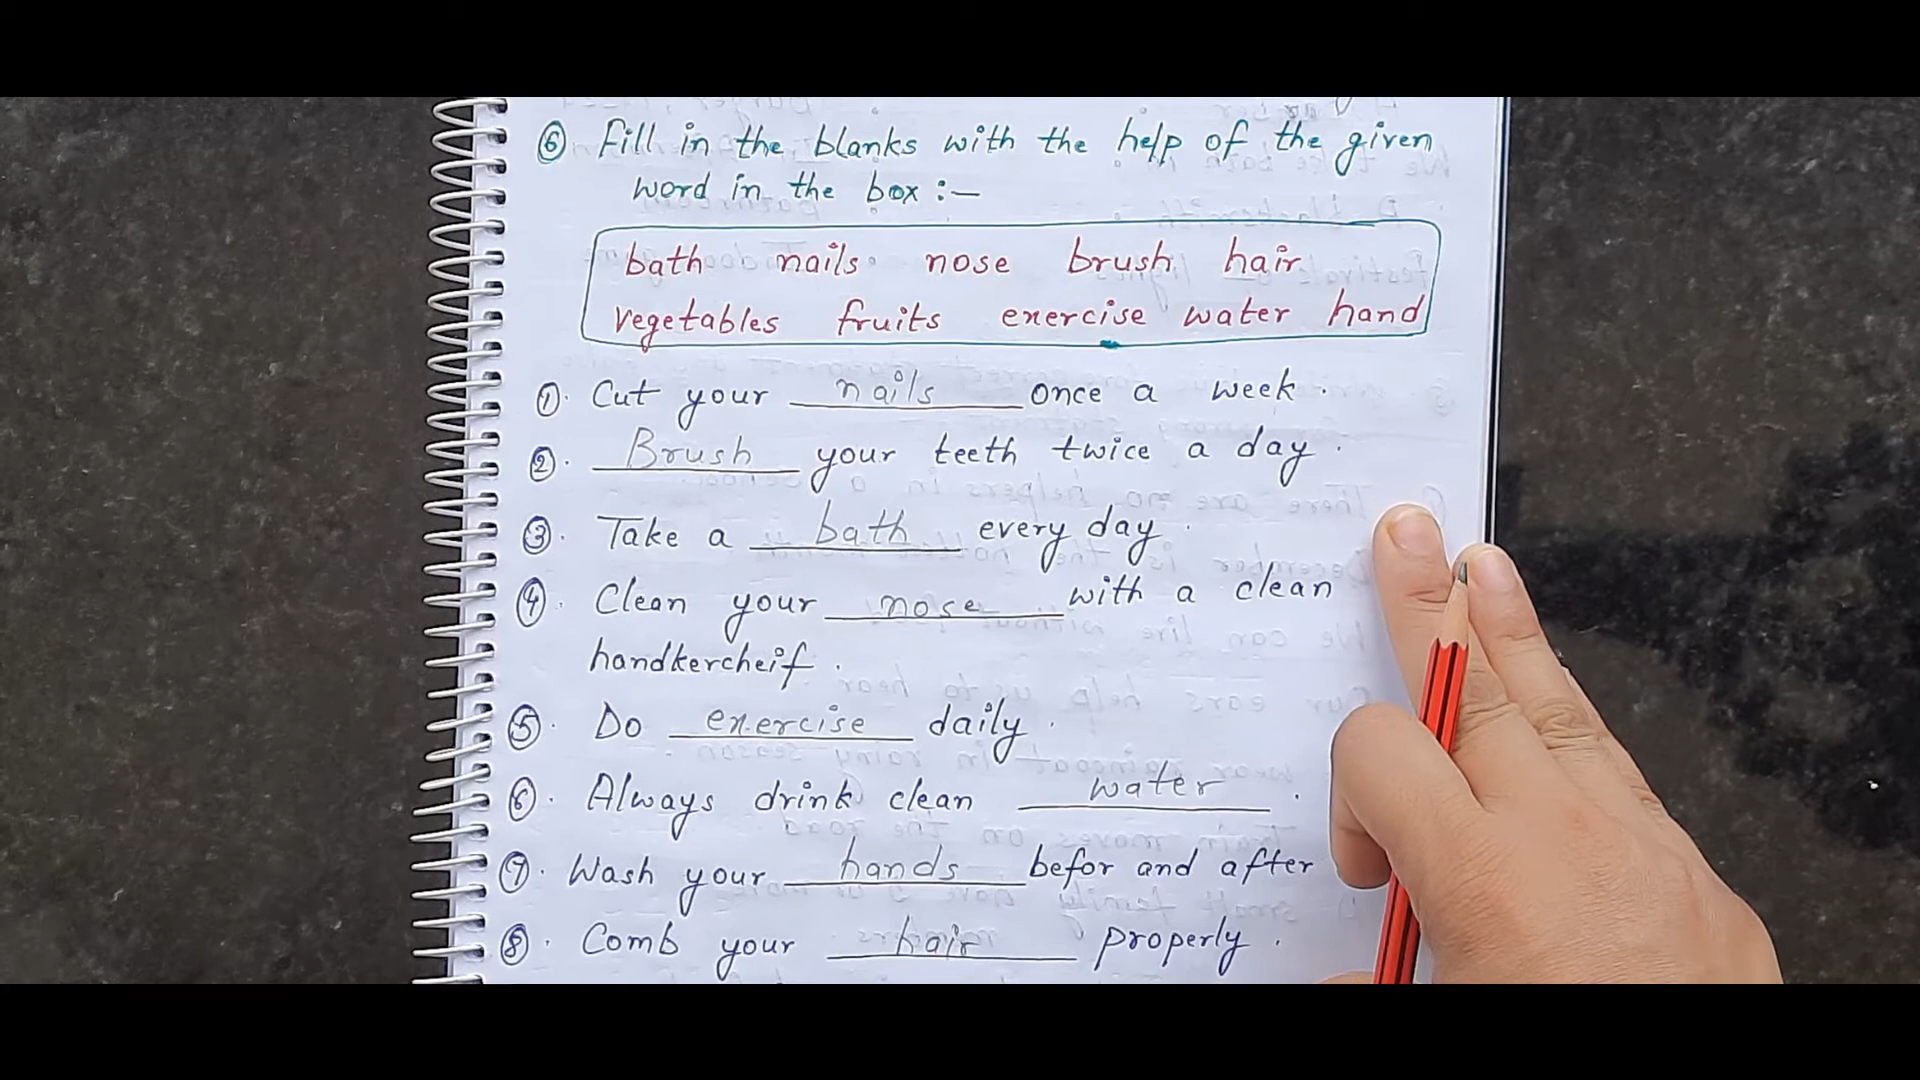 ⑥ Fill in the blanks with the help of the given
word in the box :-
bath nails nose brush hair
vegetables fruits exercise water hand
①. Cut your nails once a week.
②. Brush your teeth twice a day.
③. Take a bath every day.
④. Clean your nose with a clean
handkercheif.
⑤. Do exercise daily.
⑥. Always drink clean water.
⑦. Wash your hands befor and after
⑧. Comb your hair properly.